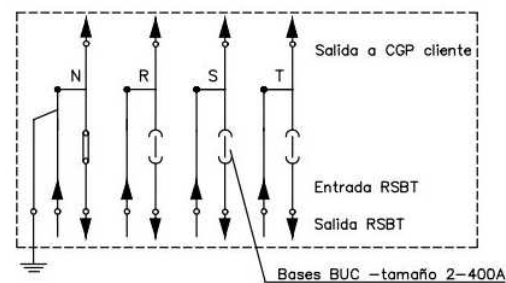 Salida a CGP cliente
N R S T
Entrada RSBT
Salida RSBT
Bases BUC -tamaño 2-400A